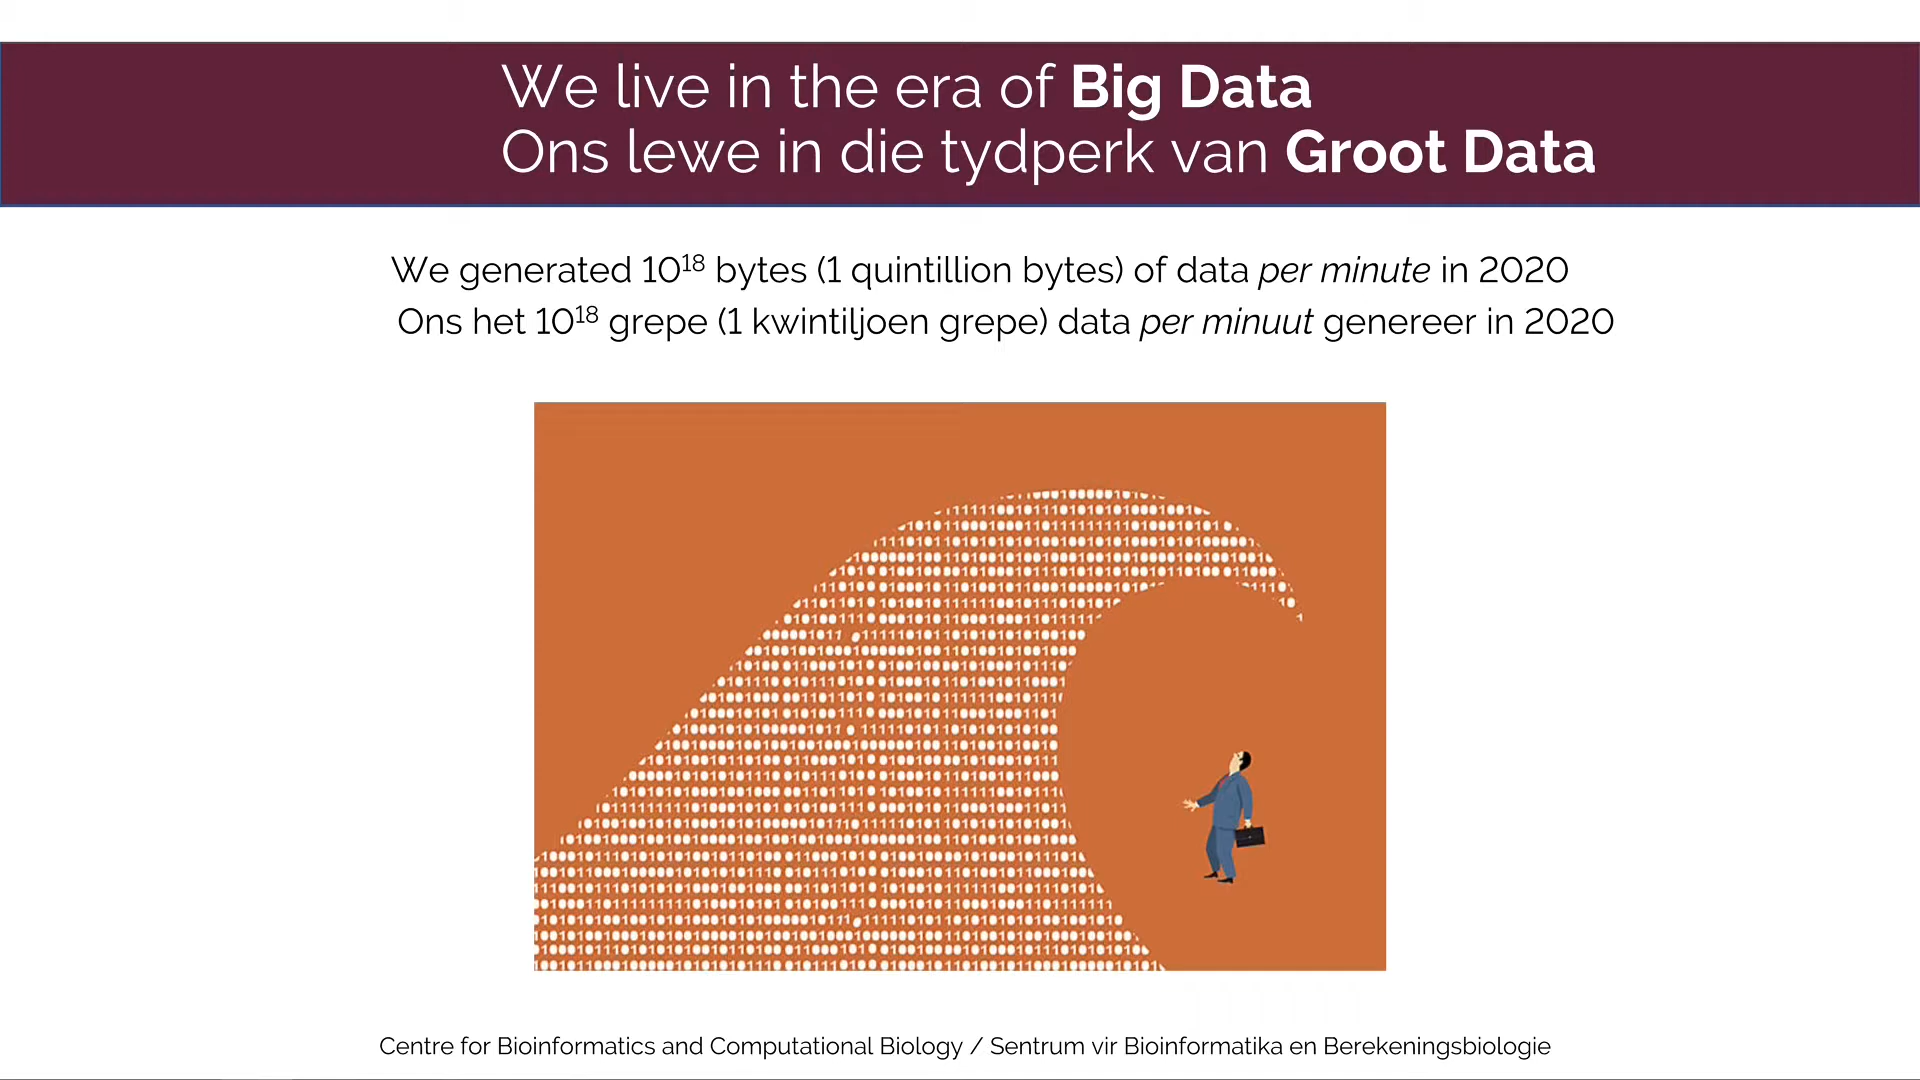 We live in the era of Big Data
Ons lewe in die tydperk van Groot Data
We generated 10¹⁸ bytes (1 quintillion bytes) of data per minute in 2020
Ons het 10¹⁸ grepe (1 kwintiljoen grepe) data per minuut genereer in 2020
Centre for Bioinformatics and Computational Biology / Sentrum vir Bioinformatika en Berekeningsbiologie